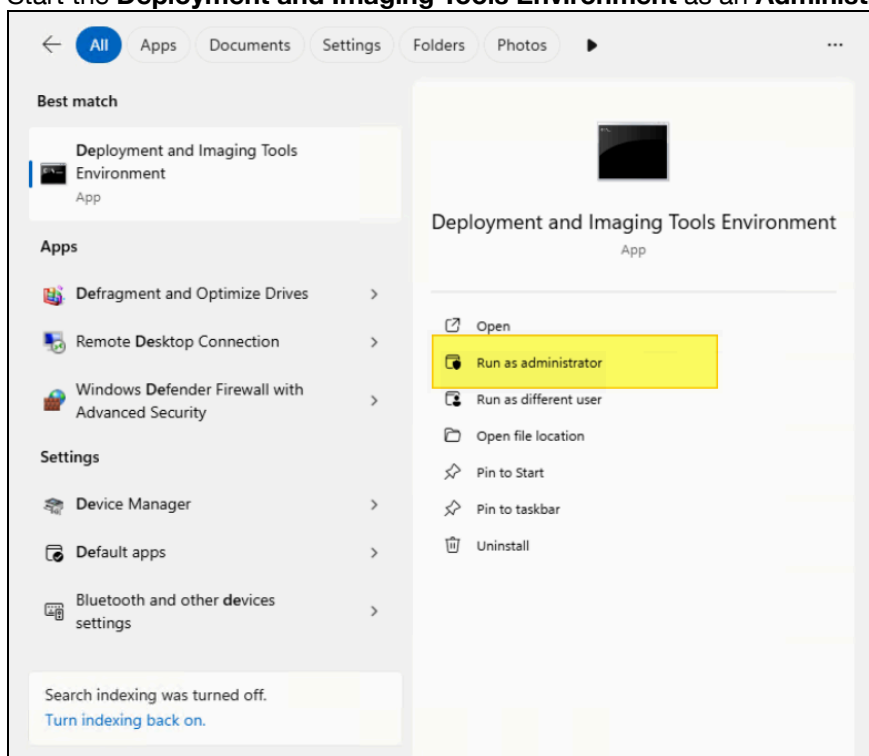 Start the Deployment and Imaging Tools Environment as an
All
Apps
Documents
Settings
Folders
Photos
Best match
Deployment and Imaging Tools
Environment
App
Apps
Defragment and Optimize Drives
Remote Desktop Connection
Windows Defender Firewall with
Advanced Security
Settings
Device Manager
Default apps
Bluetooth and other devices
settings
Search indexing was turned off.
Turn indexing back on.
Deployment and Imaging Tools Environment
App
Open
Run as administrator
Run as different user
Open file location
Pin to Start
Pin to taskbar
Uninstall